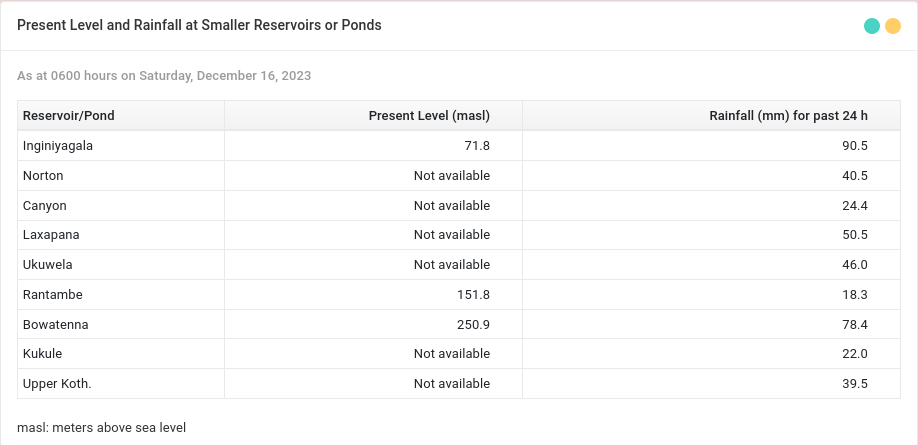 Present Level and Rainfall at Smaller Reservoirs or Ponds
As at 0600 hours on Saturday, December 16, 2023
Reservoir/Pond Present Level (masl) Rainfall (mm) for past 24 h
Inginiyagala 71.8 90.5
Norton Not available 40.5
Canyon Not available 24.4
Laxapana Not available 50.5
Ukuwela Not available 46.0
Rantambe 151.8 18.3
Bowatenna 250.9 78.4
Kukule Not available 22.0
Upper Koth. Not available 39.5
masl: meters above sea level